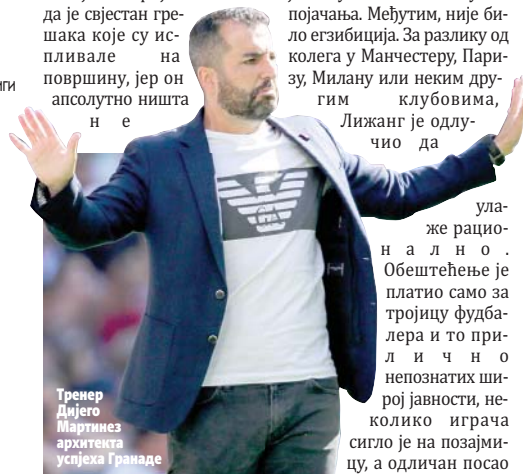 да је свјестан гре-
шака које су ис-
пливале на
површину, јер он
апсолутно ништа
не
појачања. Међутим, није би-
ло егзибиција. За разлику од
колега у Манчестеру, Пари-
зу, Милану или неким дру-
гим клубовима,
Лижанг је одлу-
чио да
ула-
же рацио-
нално.
Обештећење је
платио само за
тројицу фудба-
лера и то при-
лично
непознатих ши-
рој јавности, не-
колико играча
сигло је на позајми-
цу, а одличан посао
Тренер
Дијего
Мартинез
архитекта
успјеха Гранаде